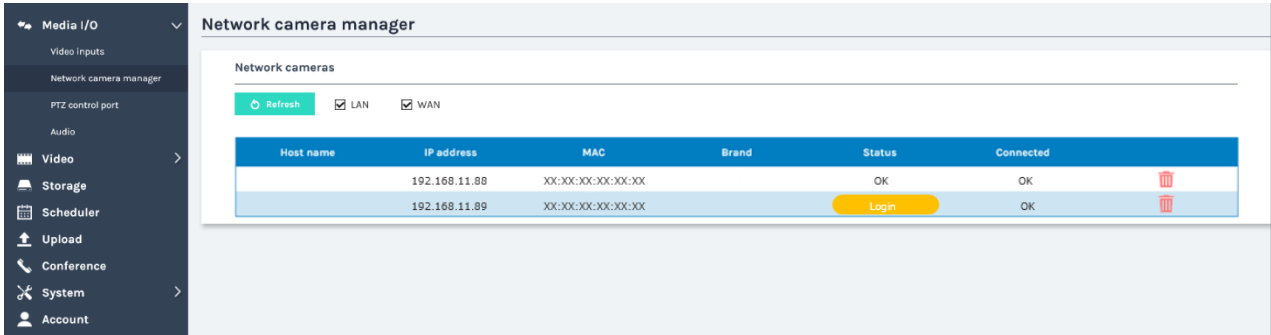 Media I/O
Video inputs
Network camera manager
PTZ control port
Audio
Video
Storage
Scheduler
Upload
Conference
System
Account
Network camera manager
Network cameras
Refresh LAN WAN
Host name IP address MAC Brand Status Connected
192.168.11.88 XX:XX:XX:XX:XX:XX OK OK
192.168.11.89 XX:XX:XX:XX:XX:XX Login OK